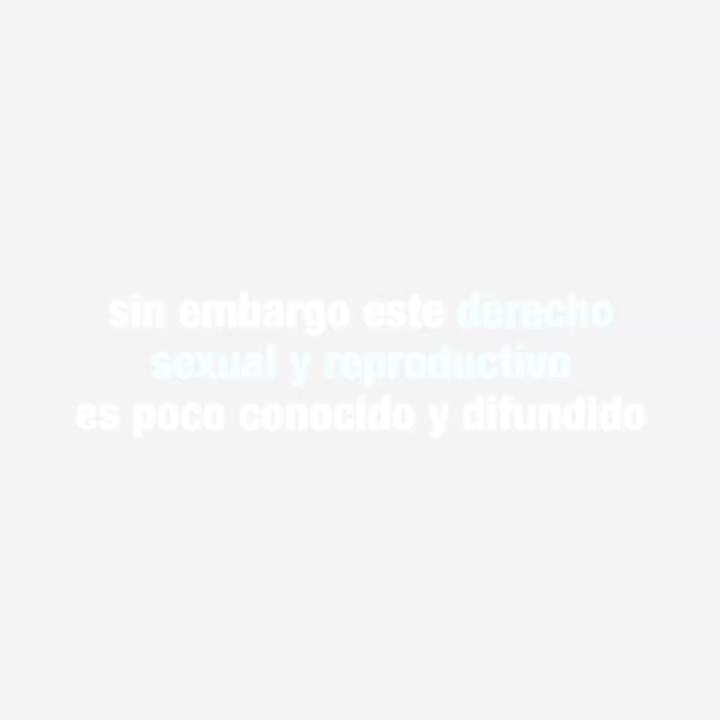 sin embargo este derecho
sexual y reproductivo
es poco conocido y difundido